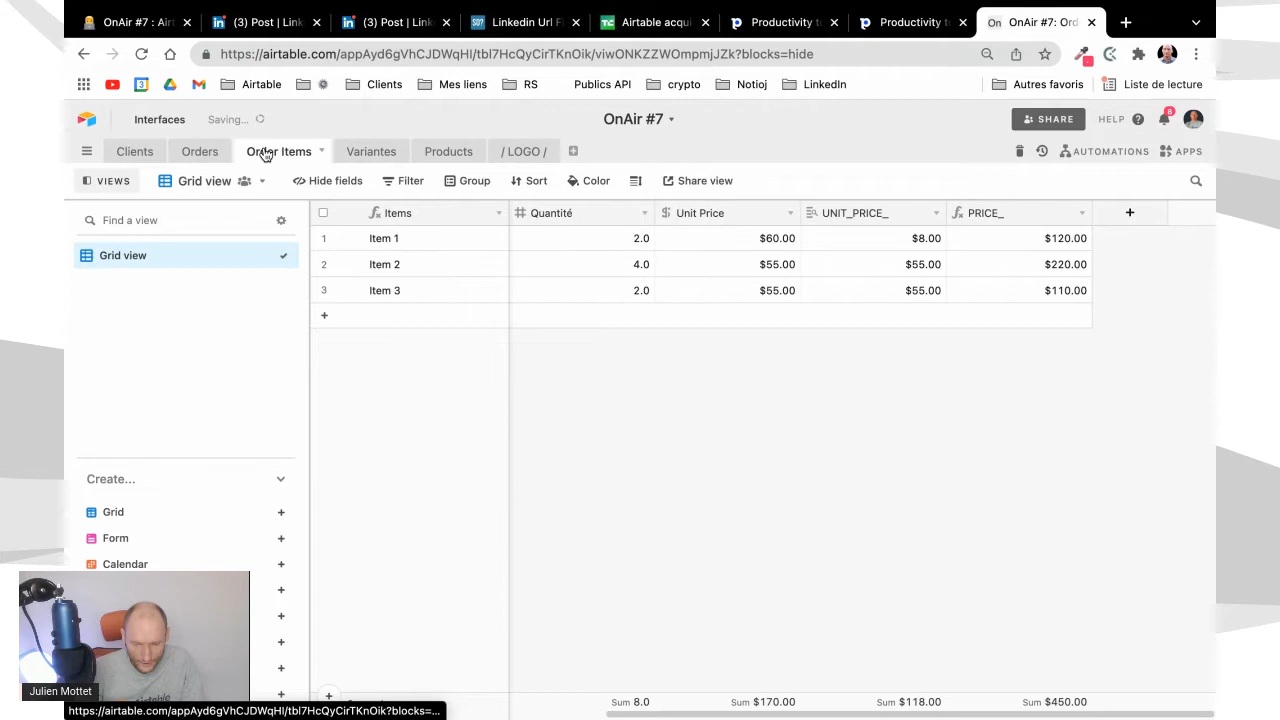 OnAir #7 : Airt
(3) Post | Link
(3) Post | Link
Linkedin Url F
Airtable acqui
Productivity t
Productivity t
OnAir #7: Ord
https://airtable.com/appAyd6gVhCJDWqHI/tbl7HcQyCirTKnOik/viwONKZZWOmpmjJZk?blocks=hide
Airtable
Clients
Mes liens
RS
Publics API
crypto
Notioj
LinkedIn
Autres favoris
Liste de lecture
Interfaces
Saving...
OnAir #7
SHARE
HELP
8
Clients
Orders
Order Items
Variantes
Products
/ LOGO /
AUTOMATIONS
APPS
VIEWS
Grid view
Hide fields
Filter
Group
Sort
Color
Share view
Find a view
Grid view
Items Quantité Unit Price UNIT_PRICE_ PRICE_
1 Item 1 2.0 $60.00 $8.00 $120.00
2 Item 2 4.0 $55.00 $55.00 $220.00
3 Item 3 2.0 $55.00 $55.00 $110.00
Create...
Grid
Form
Calendar
Julien Mottet
Sum 8.0 Sum $170.00 Sum $118.00 Sum $450.00
https://airtable.com/appAyd6gVhCJDWqHI/tbl7HcQyCirTKnOik?blocks=...